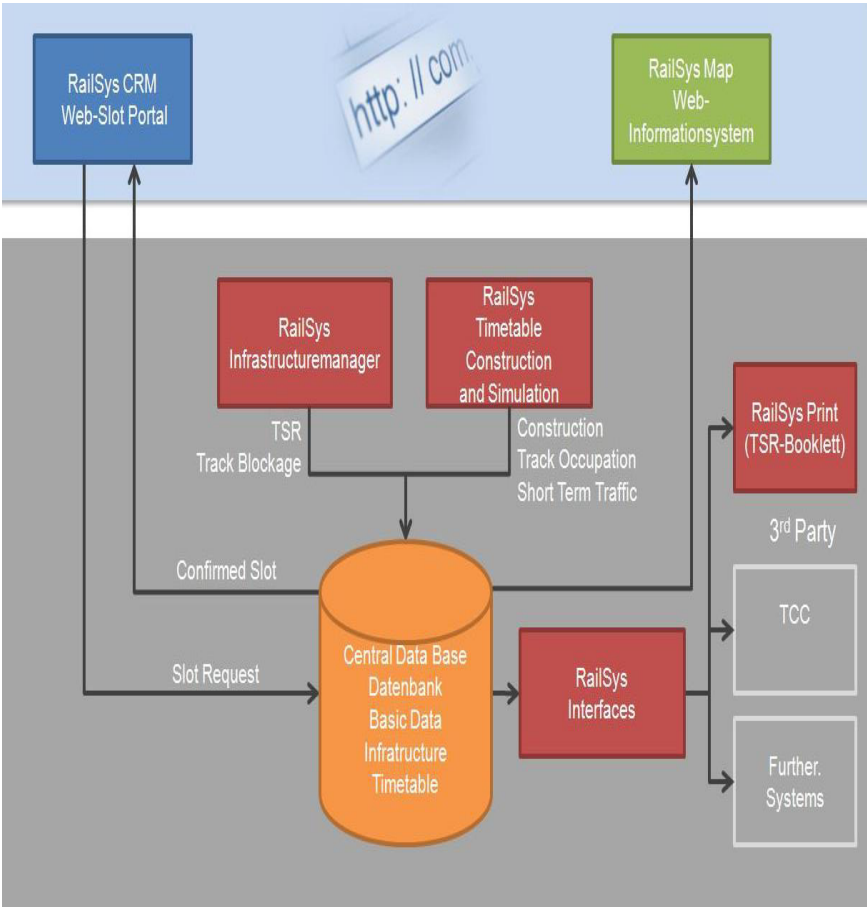 RailSys CRM
Web-Slot Portal
http: // com.
RailSys Map
Web-
Informationsystem
RailSys
Infrastructuremanager
RailSys
Timetable
Construction
and Simulation
TSR
Track Blockage
Construction
Track Occupation
Short Term Traffic
RailSys Print
(TSR-Booklett)
3rd Party
Confirmed Slot
TCC
Slot Request
Central Data Base
Datenbank
Basic Data
Infratructure
Timetable
RailSys
Interfaces
Further.
Systems